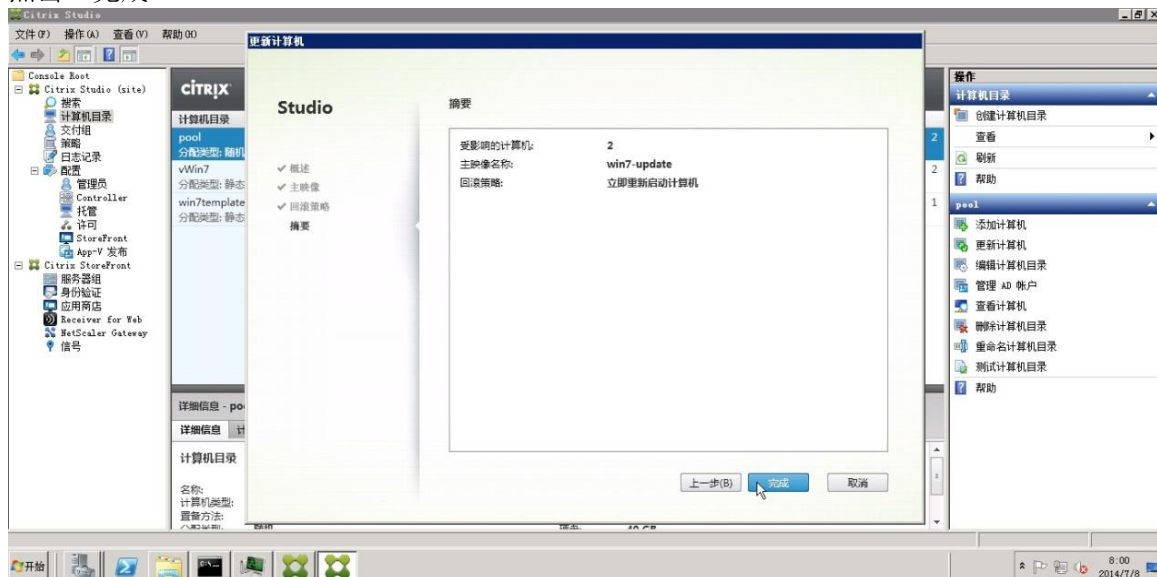 Citrix Studio
文件(F) 操作(A) 查看(V) 帮助(H)
更新计算机
Console Root
Citrix Studio (site)
搜索
计算机目录
交付组
策略
日志记录
配置
管理员
Controller
托管
许可
StoreFront
App-V 发布
Citrix StoreFront
服务器组
身份验证
应用商店
Receiver for Web
NetScaler Gateway
信号
CITRIX
计算机目录
pool 2
分配类型: 随机
vWin7 2
分配类型: 静态
win7template 1
分配类型: 静态
详细信息 - po
详细信息
计算机目录
名称:
计算机类型:
置备方法:
Studio
✓ 概述
✓ 主映像
✓ 回滚策略
摘要
摘要
受影响的计算机: 2
主映像名称: win7-update
回滚策略: 立即重新启动计算机
上一步(B) 完成 取消
操作
计算机目录
创建计算机目录
查看
刷新
帮助
pool
添加计算机
更新计算机
编辑计算机目录
管理 AD 帐户
查看计算机
删除计算机目录
重命名计算机目录
测试计算机目录
帮助
开始
8:00
2014/7/8